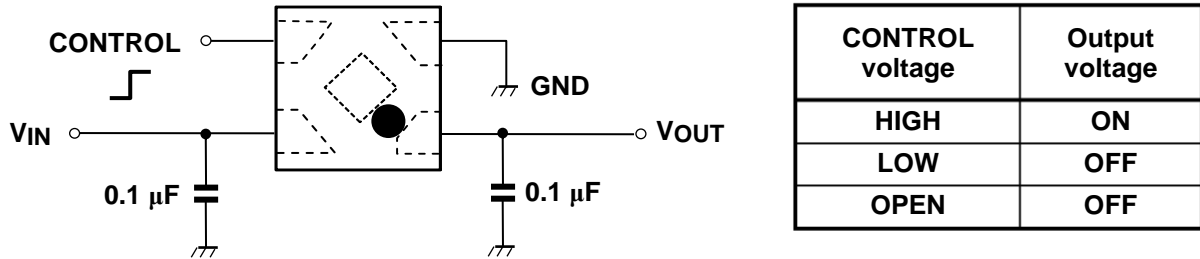 CONTROL
GND
VIN
VOUT
0.1 μF
0.1 μF
CONTROL voltage
Output voltage
HIGH
ON
LOW
OFF
OPEN
OFF